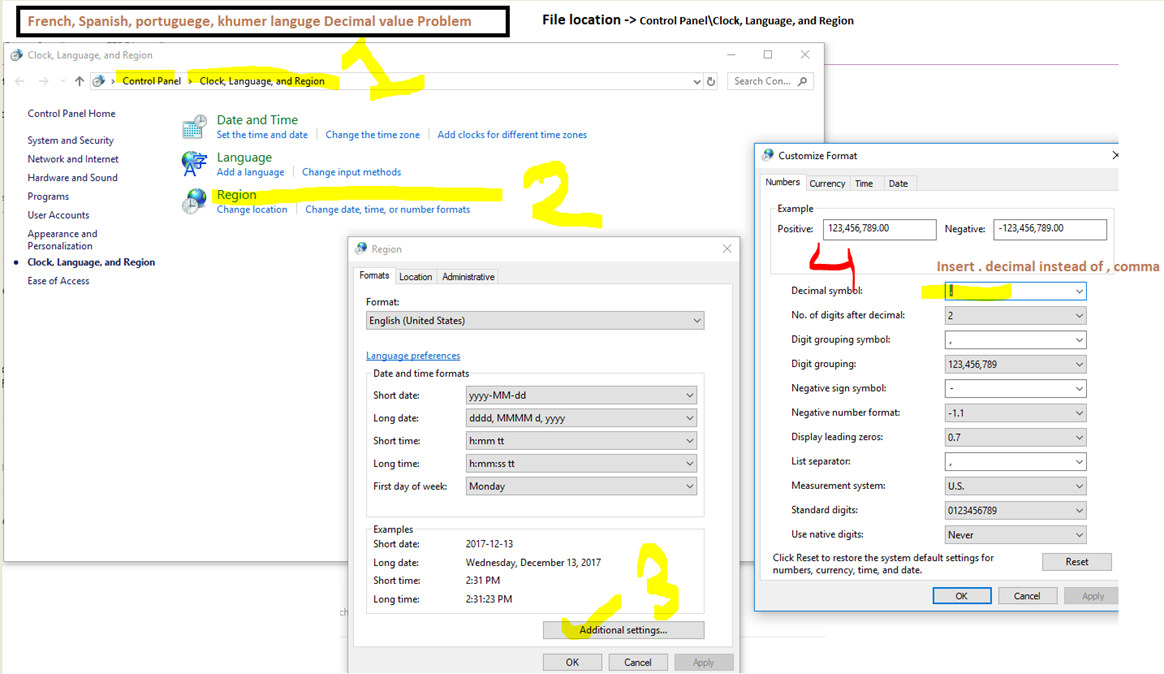 French, Spanish, portuguege, khumer languge Decimal value Problem
File location -> Control Panel\Clock, Language, and Region
1
Clock, Language, and Region
Control Panel > Clock, Language, and Region
Search Con...
Control Panel Home
System and Security
Network and Internet
Hardware and Sound
Programs
User Accounts
Appearance and
Personalization
Clock, Language, and Region
Ease of Access
Date and Time
Set the time and date
Change the time zone
Add clocks for different time zones
Language
Add a language
Change input methods
Region
Change location
Change date, time, or number formats
2
Region
Formats
Location
Administrative
Format:
English (United States)
Language preferences
Date and time formats
Short date:
yyyy-MM-dd
Long date:
dddd, MMMM d, yyyy
Short time:
h:mm tt
Long time:
h:mm:ss tt
First day of week:
Monday
Examples
Short date:
2017-12-13
Long date:
Wednesday, December 13, 2017
Short time:
2:31 PM
Long time:
2:31:23 PM
3
Additional settings...
OK
Cancel
Apply
Customize Format
Numbers
Currency
Time
Date
Example
Positive:
123,456,789.00
Negative:
-123,456,789.00
4
Insert . decimal instead of , comma
Decimal symbol:
No. of digits after decimal:
2
Digit grouping symbol:
,
Digit grouping:
123,456,789
Negative sign symbol:
-
Negative number format:
-1.1
Display leading zeros:
0.7
List separator:
,
Measurement system:
U.S.
Standard digits:
0123456789
Use native digits:
Never
Click Reset to restore the system default settings for
numbers, currency, time, and date.
Reset
OK
Cancel
Apply